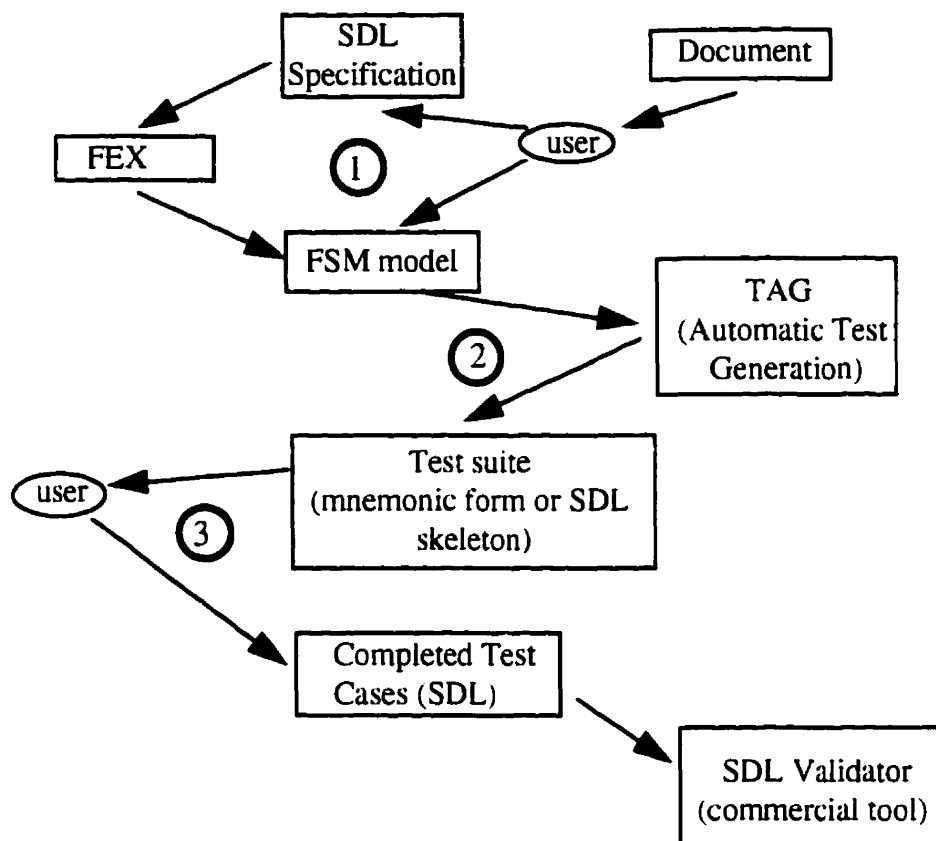 SDL
Specification
Document
user
FEX
1
FSM model
TAG
(Automatic Test
Generation)
2
Test suite
(mnemonic form or SDL
skeleton)
user
3
Completed Test
Cases (SDL)
SDL Validator
(commercial tool)